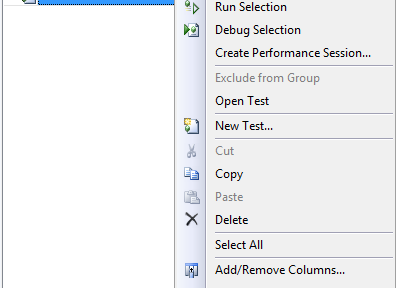 Run Selection
Debug Selection
Create Performance Session...
Exclude from Group
Open Test
New Test...
Cut
Copy
Paste
Delete
Select All
Add/Remove Columns...